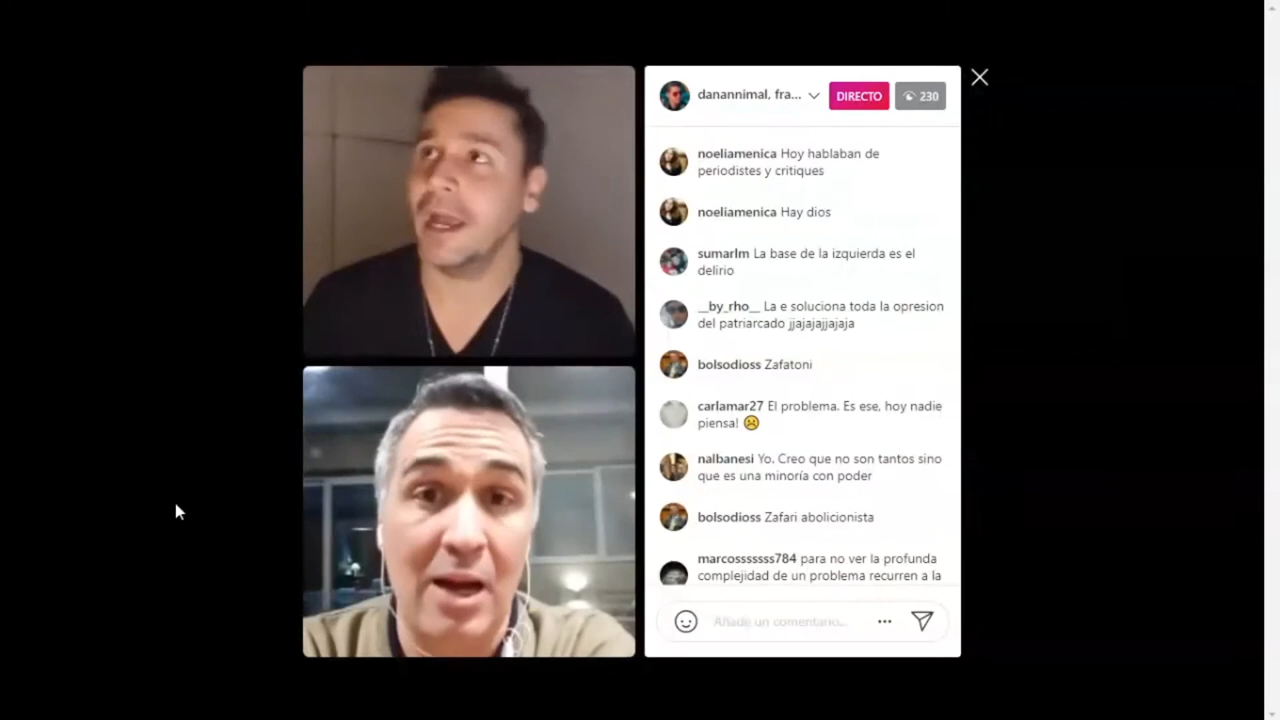 danannimal, fra...
DIRECTO
230
noeliamenica Hoy hablaban de
periodistes y critiques
noeliamenica Hay dios
sumarlm La base de la izquierda es el
delirio
__by_rho__ La e soluciona toda la opresion
del patriarcado jjajajajjajaja
bolsodioss Zafatoni
carlamar27 El problema. Es ese, hoy nadie
piensa! ☹️
nalbanesi Yo. Creo que no son tantos sino
que es una minoría con poder
bolsodioss Zafari abolicionista
marcosssssss784 para no ver la profunda
complejidad de un problema recurren a la
Añade un comentario...